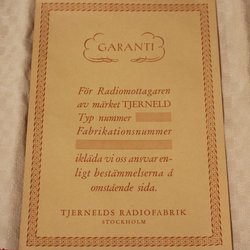 GARANTI
För Radiomottagaren
av märket TJERNELD
Typ nummer
Fabrikationsnummer
ikläda vi oss ansvar en-
ligt bestämmelserna å
omstående sida.
TJERNELDS RADIOFABRIK
STOCKHOLM